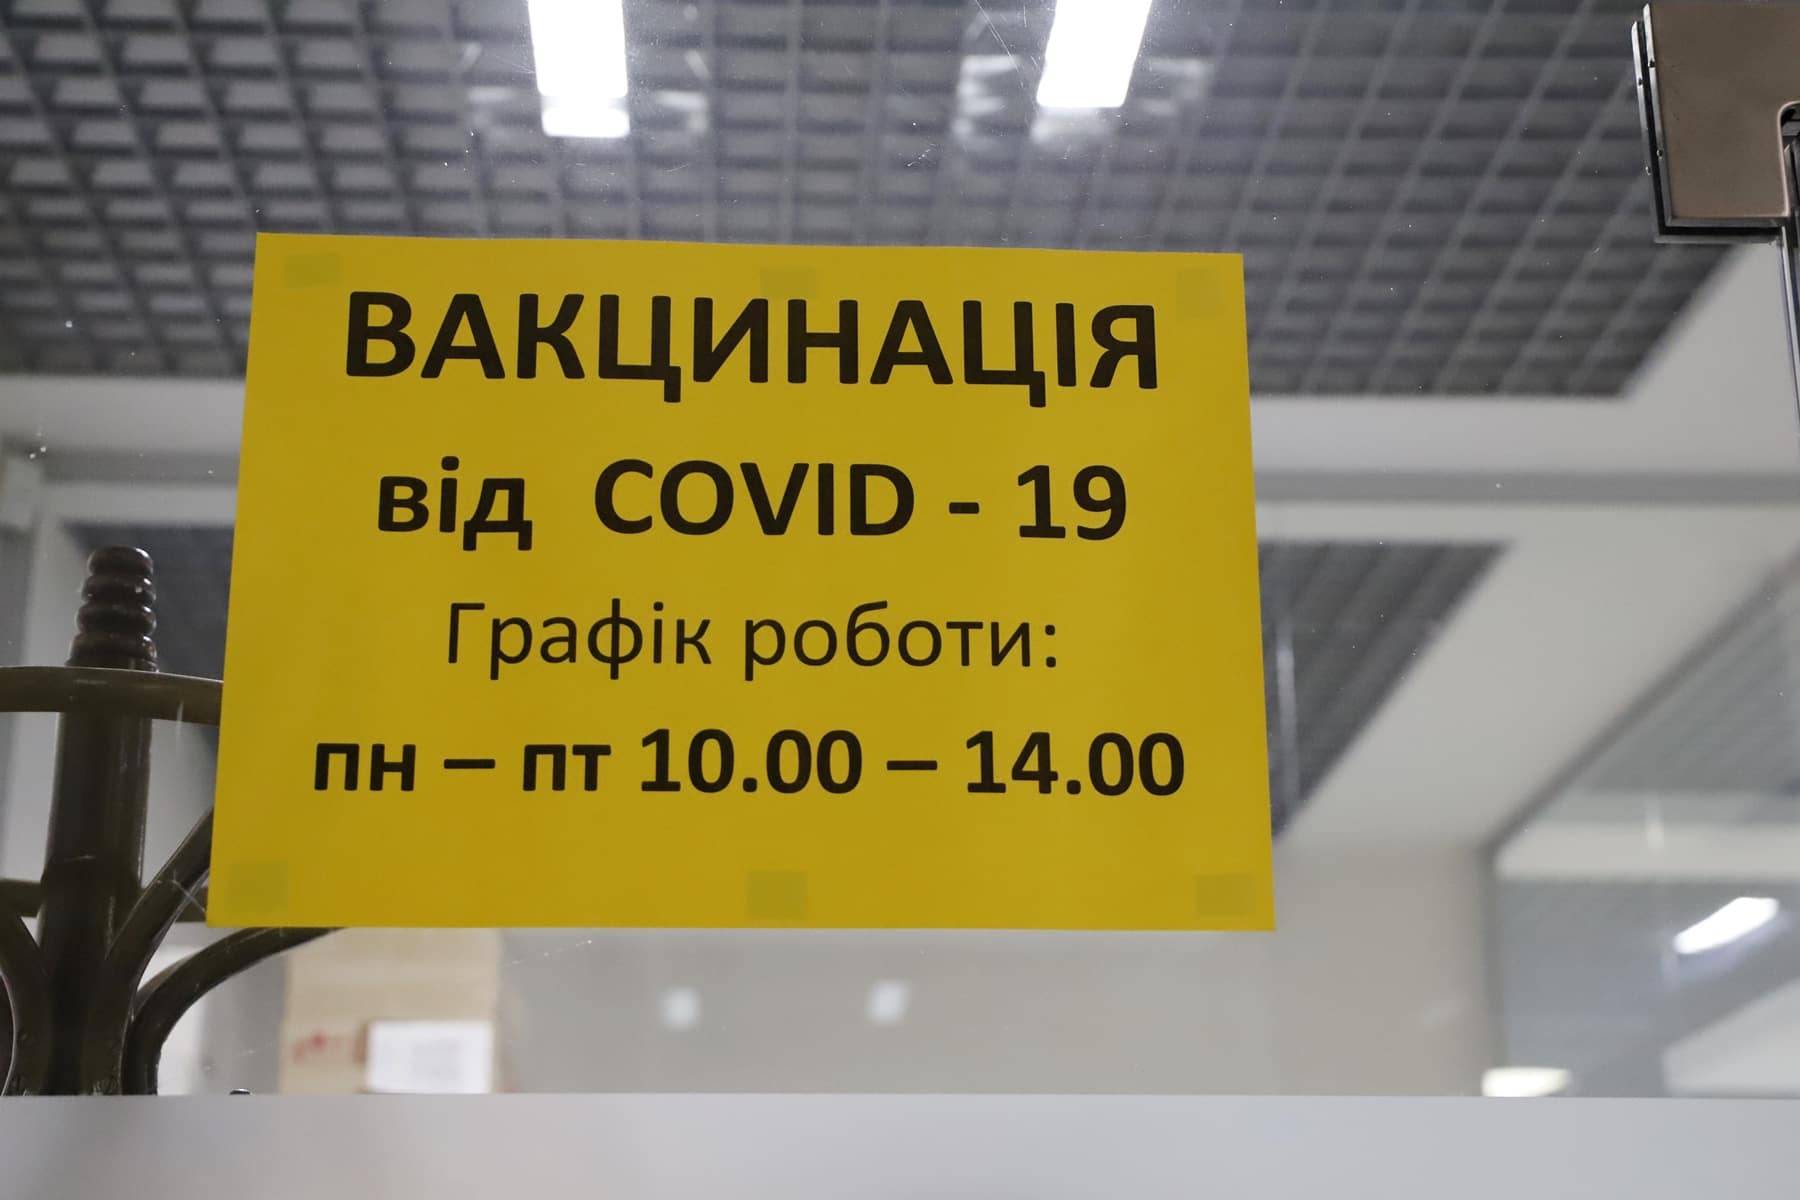 ВАКЦИНАЦІЯ
від COVID - 19
Графік роботи:
пн – пт 10.00 – 14.00